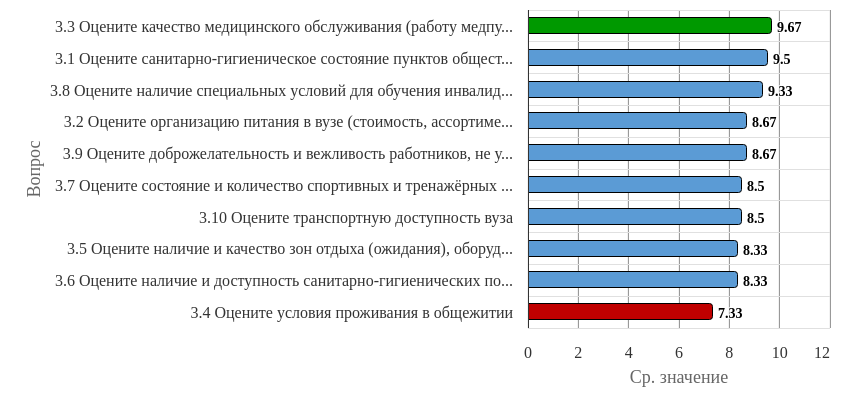 3.3 Оцените качество медицинского обслуживания (работу медпу... 9.67
3.1 Оцените санитарно-гигиеническое состояние пунктов общест... 9.5
3.8 Оцените наличие специальных условий для обучения инвалид... 9.33
3.2 Оцените организацию питания в вузе (стоимость, ассортиме... 8.67
3.9 Оцените доброжелательность и вежливость работников, не у... 8.67
3.7 Оцените состояние и количество спортивных и тренажёрных ... 8.5
3.10 Оцените транспортную доступность вуза 8.5
3.5 Оцените наличие и качество зон отдыха (ожидания), оборуд... 8.33
3.6 Оцените наличие и доступность санитарно-гигиенических по... 8.33
3.4 Оцените условия проживания в общежитии 7.33
Вопрос
0 2 4 6 8 10 12
Ср. значение